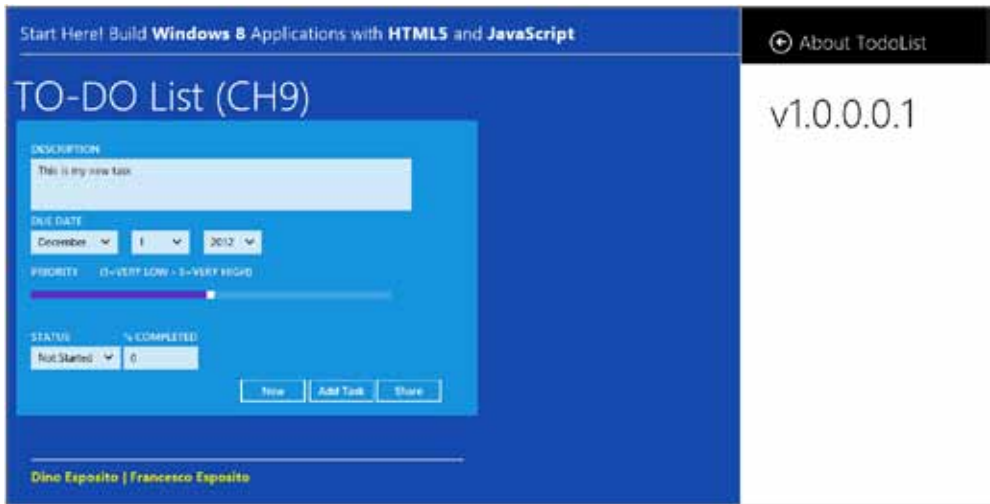 Start Here! Build Windows 8 Applications with HTML5 and JavaScript
About TodoList
TO-DO List (CH9)
v1.0.0.0.1
DESCRIPTION
This is my new task
DUE DATE
December 1 2012
PRIORITY (1=VERY LOW - 5=VERY HIGH)
STATUS % COMPLETED
Not Started 0
New Add Task Share
Dino Esposito | Francesco Esposito